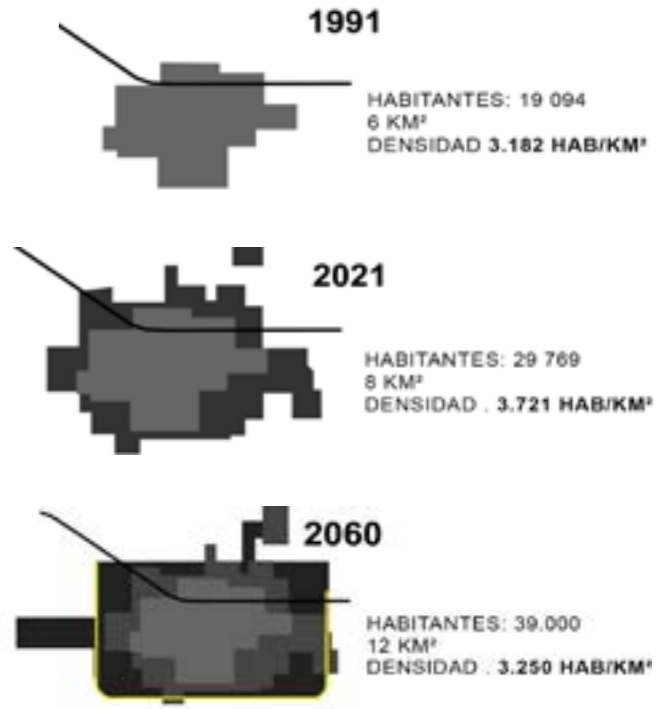 1991
HABITANTES: 19 094
6 KM²
DENSIDAD 3.182 HAB/KM²
2021
HABITANTES: 29 769
8 KM²
DENSIDAD . 3.721 HAB/KM²
2060
HABITANTES: 39.000
12 KM²
DENSIDAD . 3.250 HAB/KM²